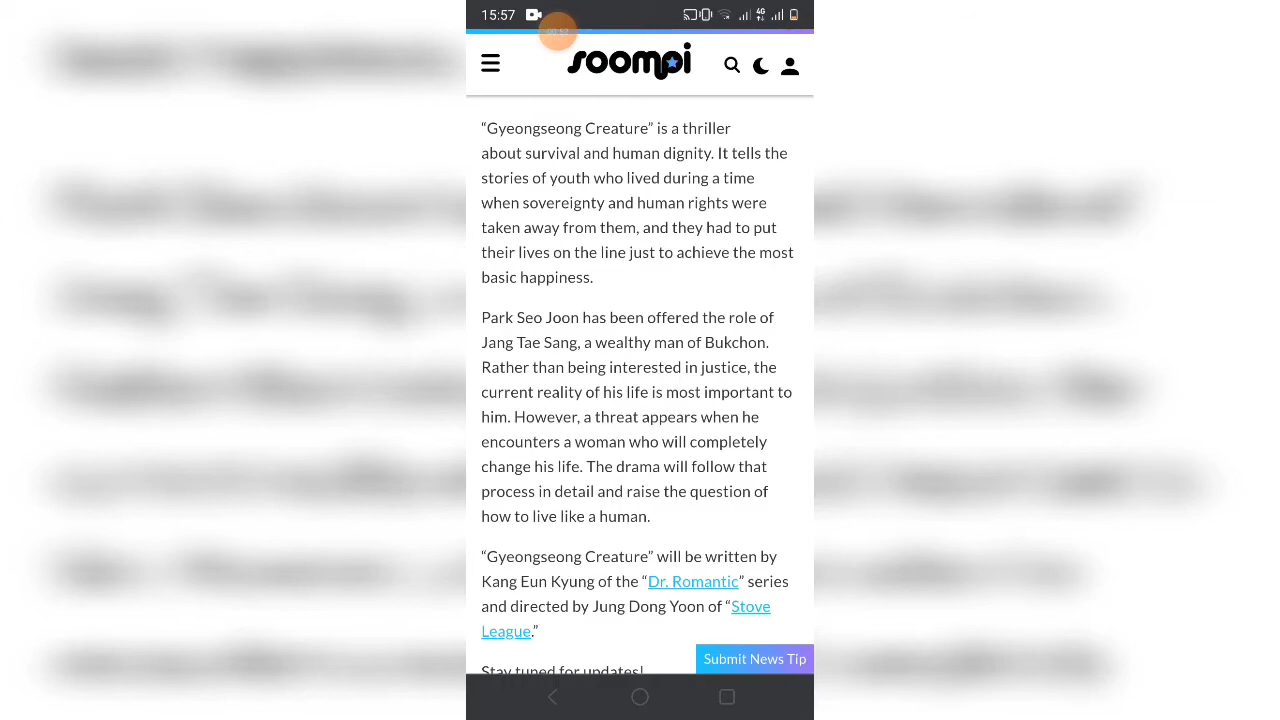 15:57
00:52
4G
soompi
“Gyeongseong Creature” is a thriller
about survival and human dignity. It tells the
stories of youth who lived during a time
when sovereignty and human rights were
taken away from them, and they had to put
their lives on the line just to achieve the most
basic happiness.
Park Seo Joon has been offered the role of
Jang Tae Sang, a wealthy man of Bukchon.
Rather than being interested in justice, the
current reality of his life is most important to
him. However, a threat appears when he
encounters a woman who will completely
change his life. The drama will follow that
process in detail and raise the question of
how to live like a human.
“Gyeongseong Creature” will be written by
Kang Eun Kyung of the “Dr. Romantic” series
and directed by Jung Dong Yoon of “Stove
League.”
Submit News Tip
Stay tuned for updates!